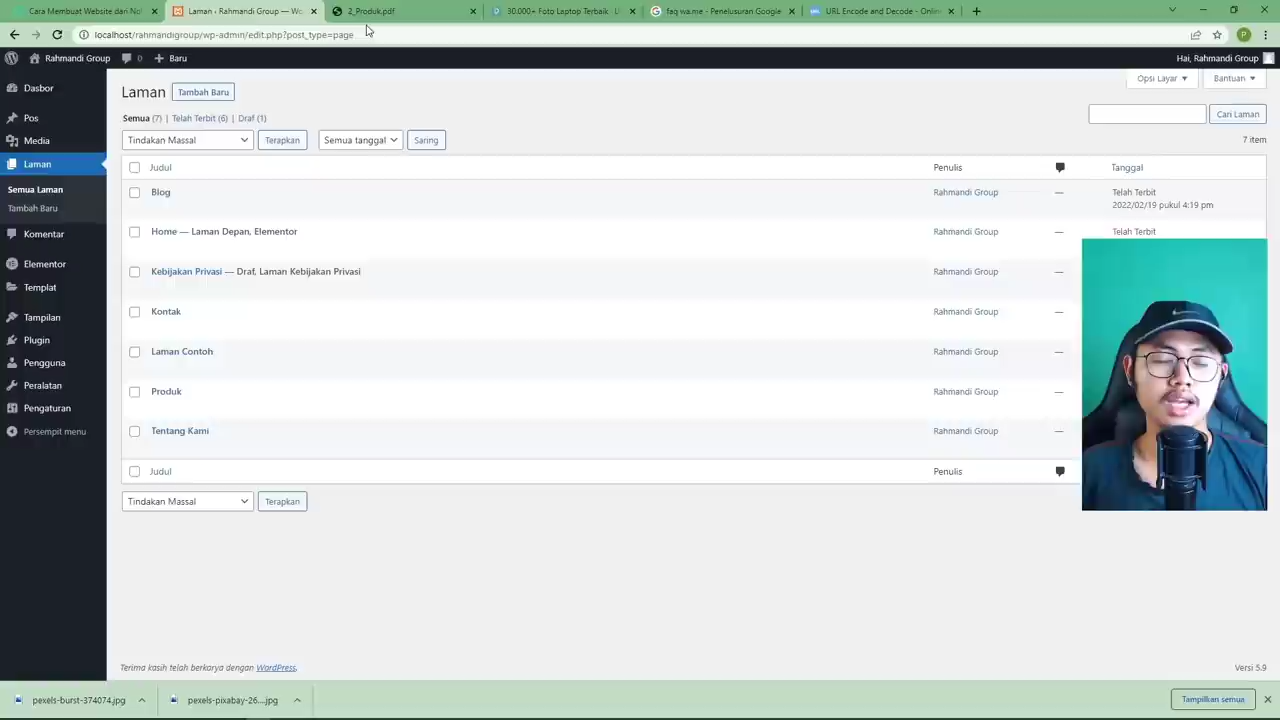 Cara Membuat Website dari No
Laman ‹ Rahmandi Group — Wo
2_Produk.pdf
30.000+ Foto Laptop Terbaik · U
faq wa.me - Penelusuran Google
URL Encode and Decode - Onlin
localhost/rahmandigroup/wp-admin/edit.php?post_type=page
P
Rahmandi Group
0
Baru
Hai, Rahmandi Group
Dasbor
Pos
Media
Laman
Semua Laman
Tambah Baru
Komentar
Elementor
Templat
Tampilan
Plugin
Pengguna
Peralatan
Pengaturan
Persempit menu
Laman
Tambah Baru
Opsi Layar
Bantuan
Semua (7) | Telah Terbit (6) | Draf (1)
Cari Laman
Tindakan Massal
Terapkan
Semua tanggal
Saring
7 item
Judul
Penulis
Tanggal
Blog
Rahmandi Group
—
Telah Terbit
2022/02/19 pukul 4:19 pm
Home — Laman Depan, Elementor
Rahmandi Group
—
Telah Terbit
Kebijakan Privasi — Draf, Laman Kebijakan Privasi
Rahmandi Group
—
Kontak
Rahmandi Group
—
Laman Contoh
Rahmandi Group
—
Produk
Rahmandi Group
—
Tentang Kami
Rahmandi Group
—
Judul
Penulis
Tindakan Massal
Terapkan
Terima kasih telah berkarya dengan WordPress.
Versi 5.9
pexels-burst-374074.jpg
pexels-pixabay-26....jpg
Tampilkan semua